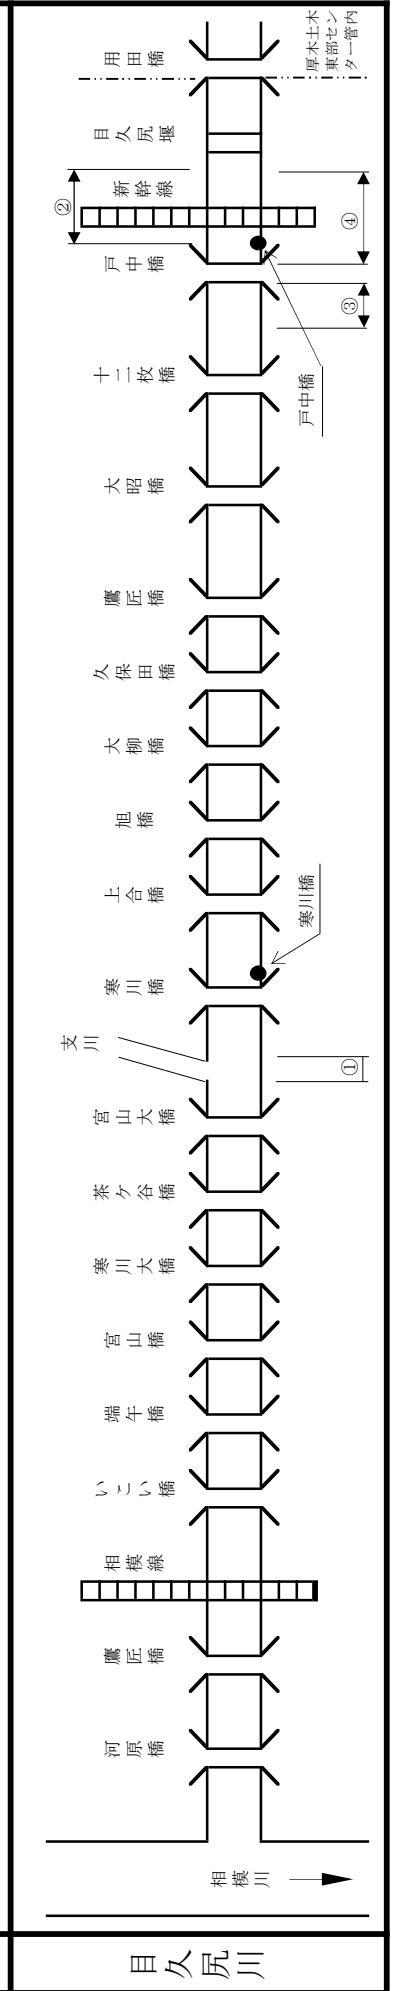 目久尻川
相模川
河原橋
鷹匠橋
相模線
いこい橋
端午橋
宮山橋
寒川大橋
茶ケ谷橋
宮山大橋
支川
①
寒川橋
寒川橋
上合橋
旭橋
大柳橋
久保田橋
鷹匠橋
大昭橋
十二枚橋
戸中橋
戸中橋
③
④
②
新幹線
目久尻堰
用田橋
厚木土木
東部セン
ター管内